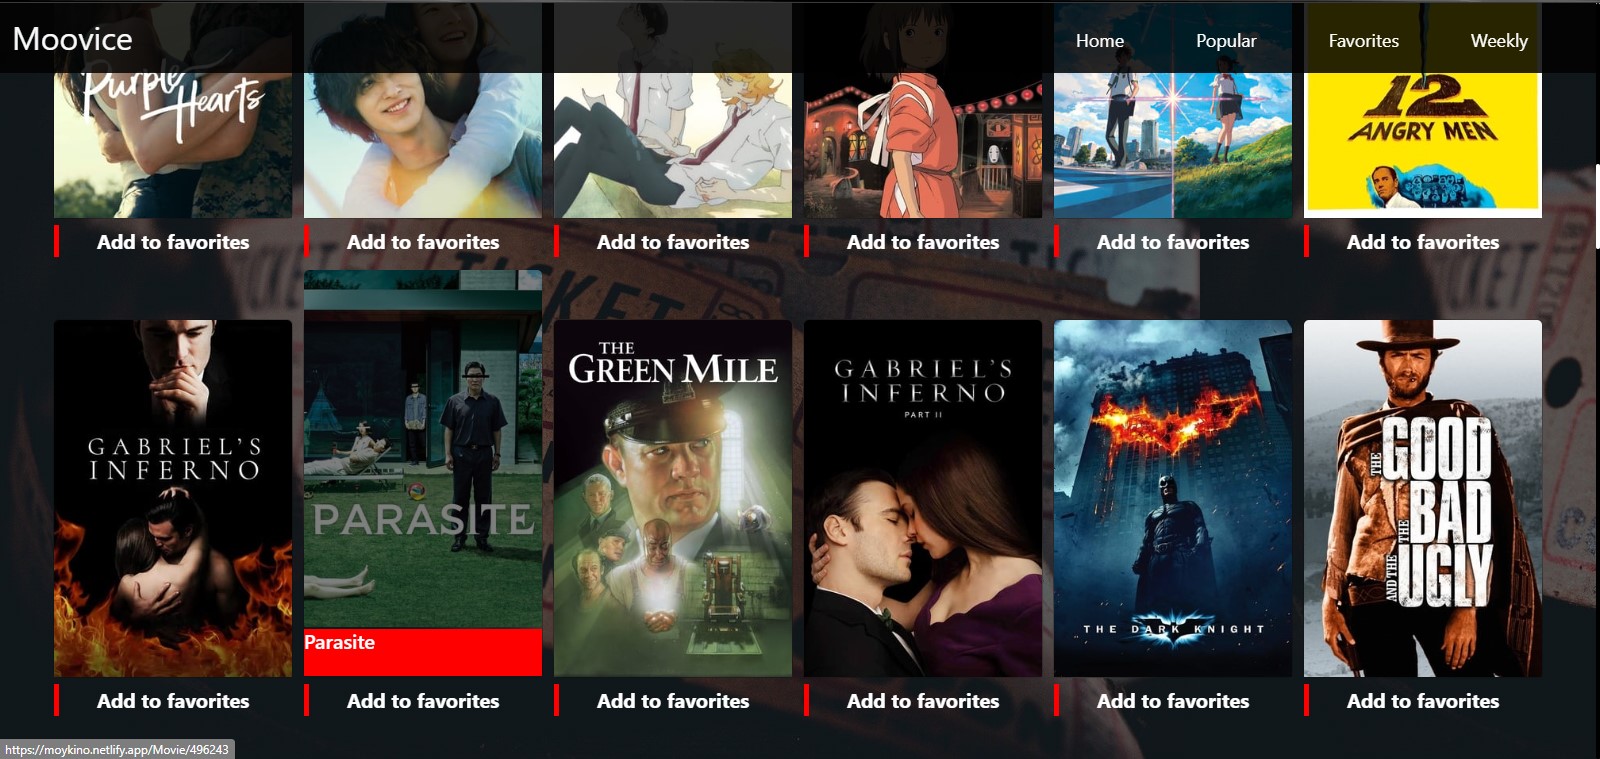 Moovice
Home
Popular
Favorites
Weekly
Purple
Hearts
12
ANGRY MEN
Add to favorites
Add to favorites
Add to favorites
Add to favorites
Add to favorites
Add to favorites
TICKET
TICK
CKET
GABRIEL'S
INFERNO
PARASITE
Parasite
THE
GREEN MILE
GABRIEL'S
INFERNO
PART II
THE DARK KNIGHT
THE
GOOD
THE
BAD
AND THE
UGLY
Add to favorites
Add to favorites
Add to favorites
Add to favorites
Add to favorites
Add to favorites
https://moykino.netlify.app/Movie/496243